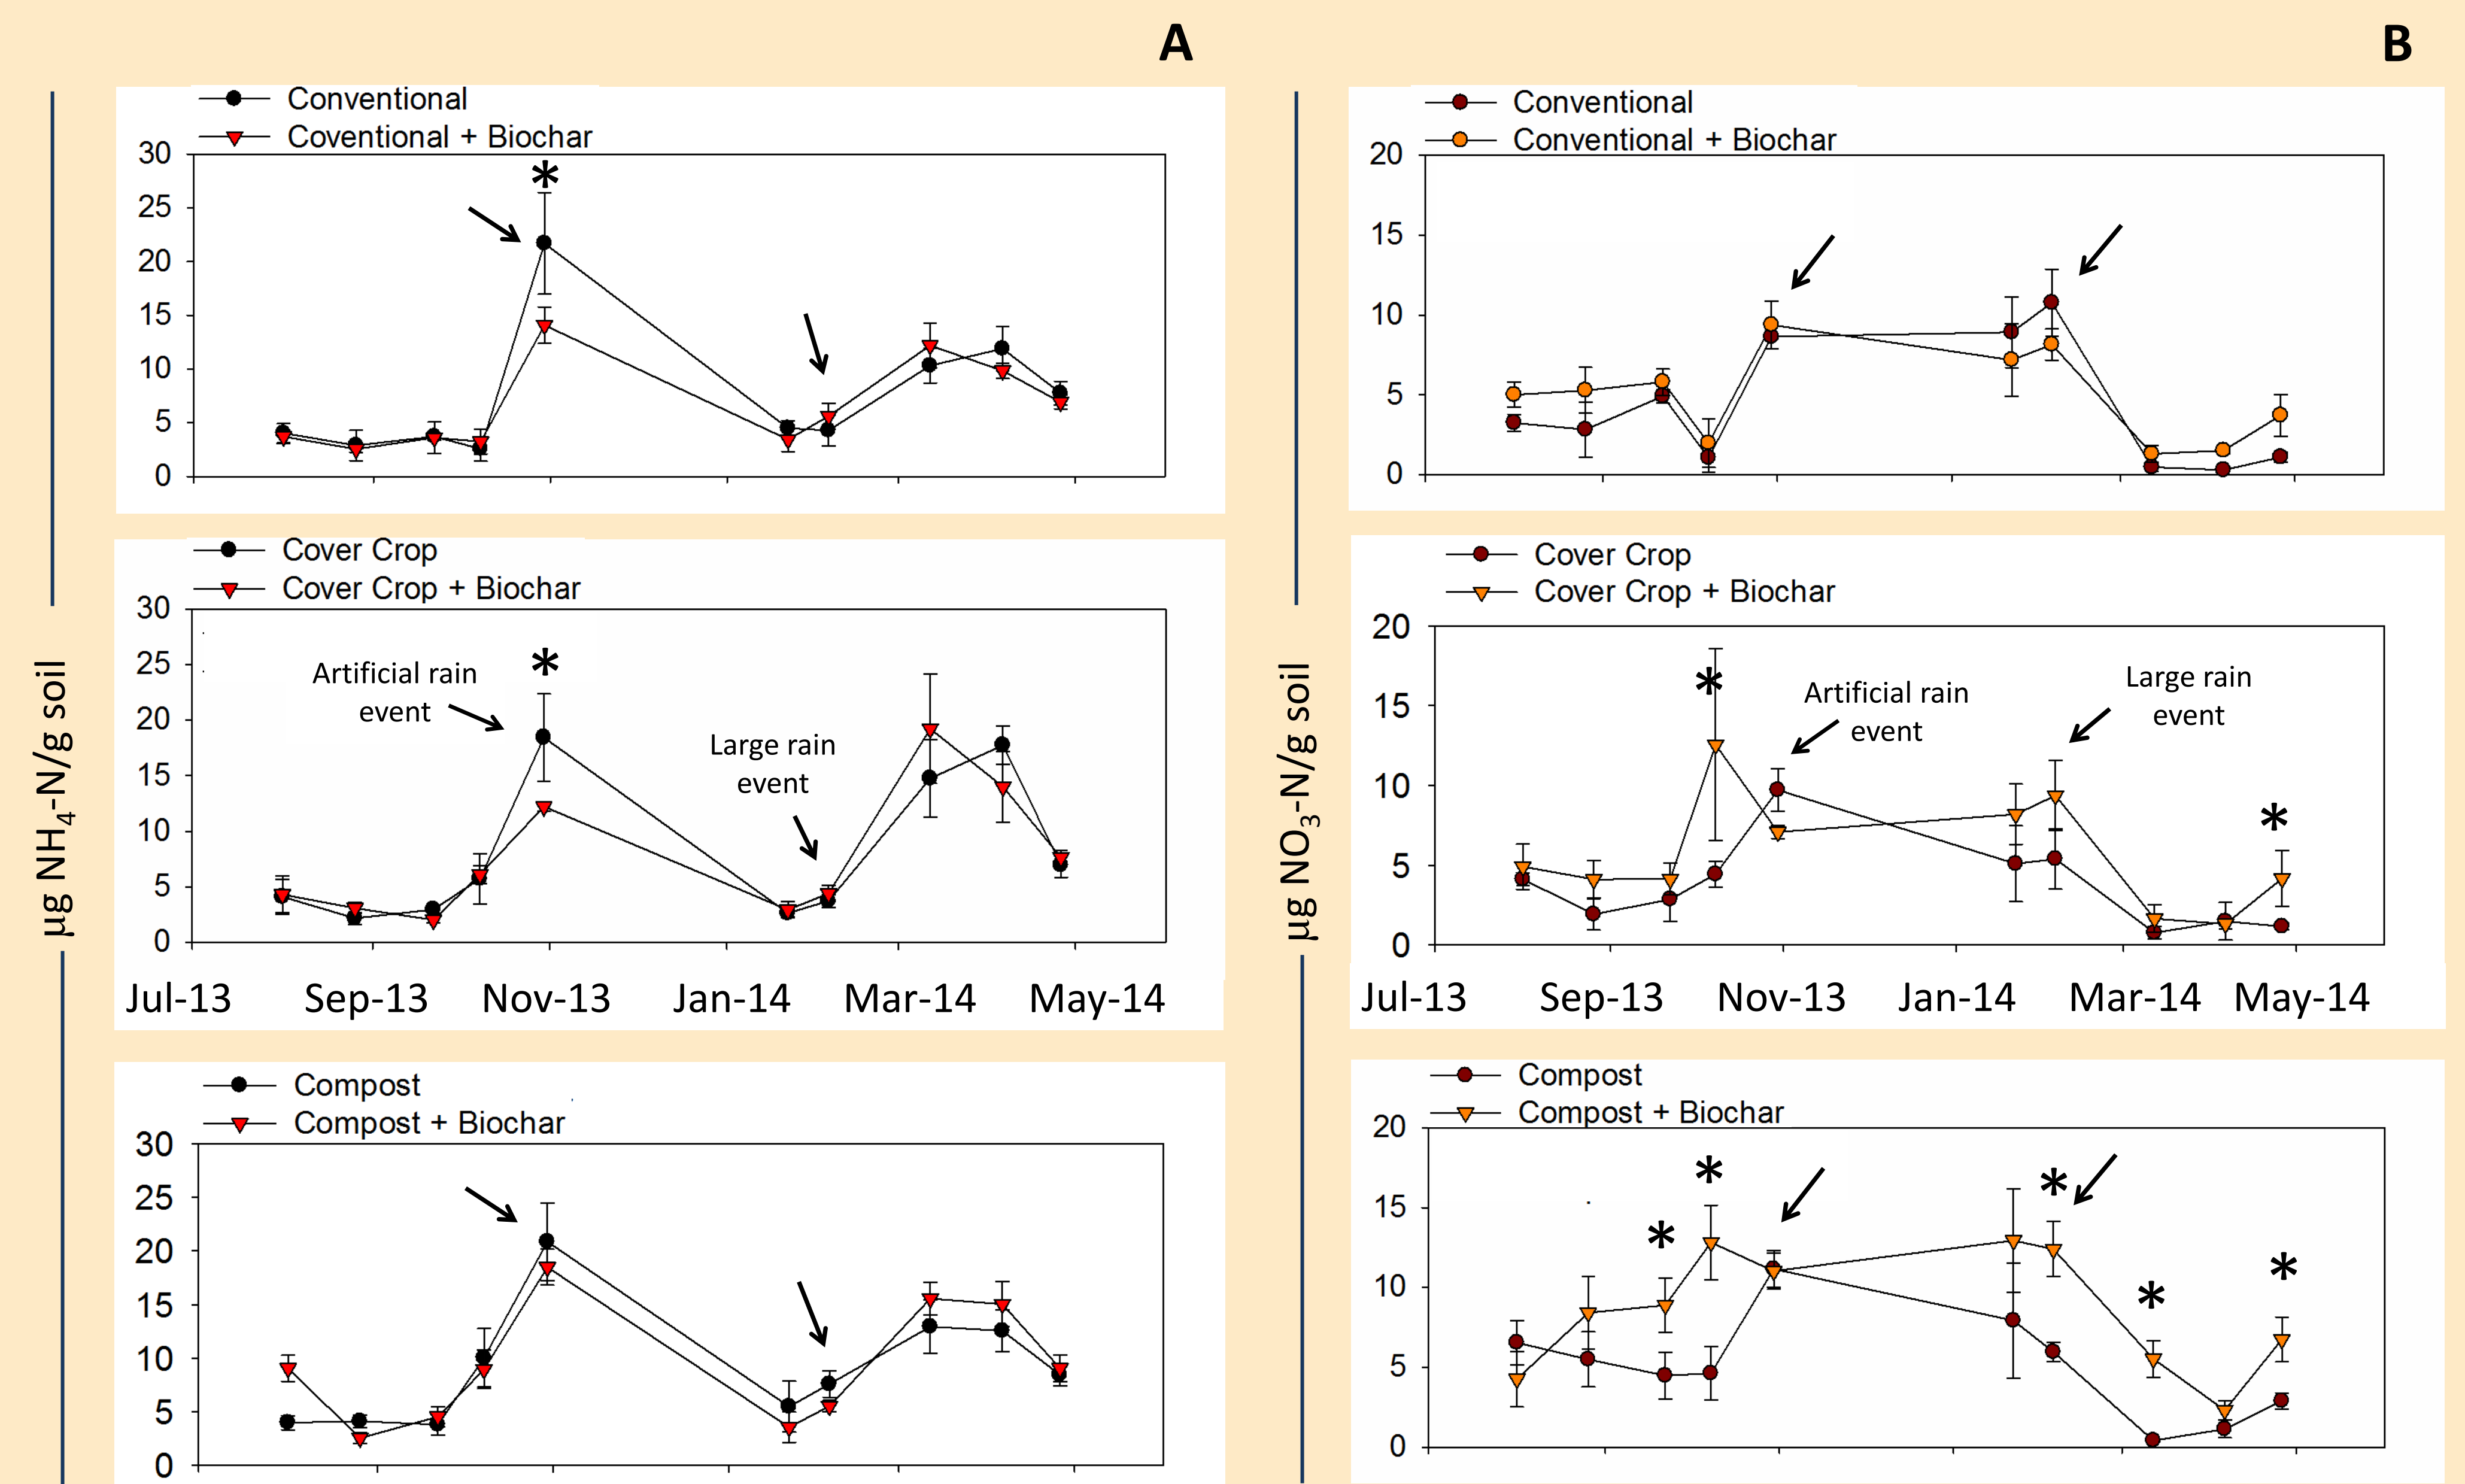 A
µg NH4-N/g soil
Conventional
Coventional + Biochar
30
25
20
15
10
5
0
*
Cover Crop
Cover Crop + Biochar
30
25
20
15
10
5
0
Artificial rain
event
*
Large rain
event
Jul-13 Sep-13 Nov-13 Jan-14 Mar-14 May-14
Compost
Compost + Biochar
30
25
20
15
10
5
0
B
µg NO3-N/g soil
Conventional
Conventional + Biochar
20
15
10
5
0
Cover Crop
Cover Crop + Biochar
20
15
10
5
0
*
Artificial rain
event
Large rain
event
*
Jul-13 Sep-13 Nov-13 Jan-14 Mar-14 May-14
Compost
Compost + Biochar
20
15
10
5
0
* * * * *